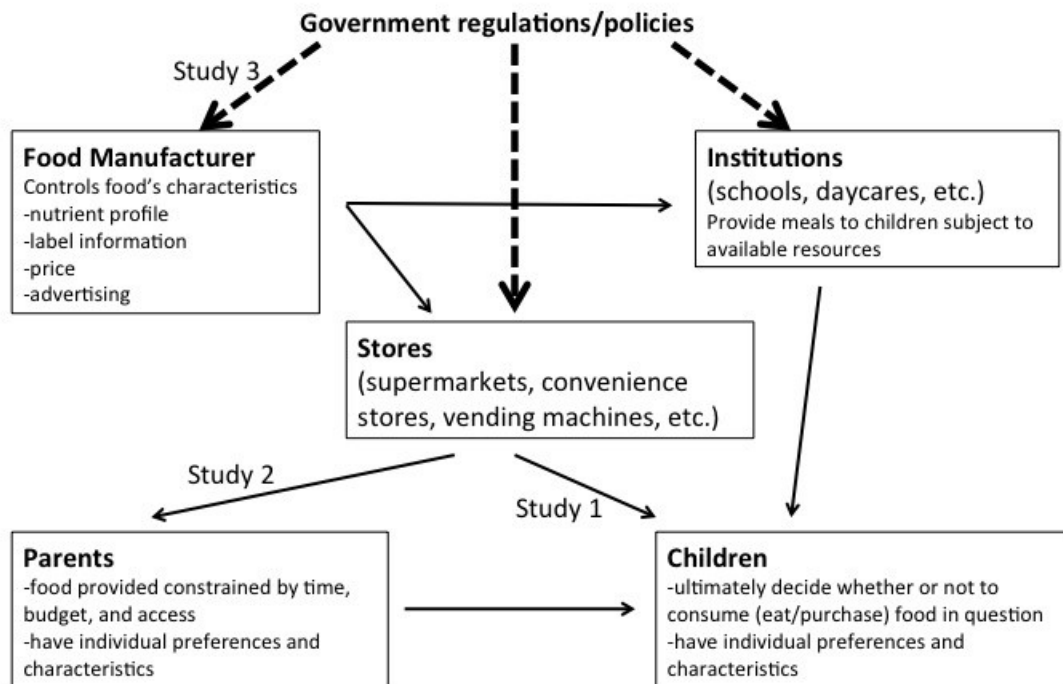 Government regulations/policies
Study 3
Food Manufacturer
Controls food's characteristics
-nutrient profile
-label information
-price
-advertising
Institutions
(schools, daycares, etc.)
Provide meals to children subject to
available resources
Stores
(supermarkets, convenience
stores, vending machines, etc.)
Study 2
Study 1
Parents
-food provided constrained by time,
budget, and access
-have individual preferences and
characteristics
Children
-ultimately decide whether or not to
consume (eat/purchase) food in question
-have individual preferences and
characteristics